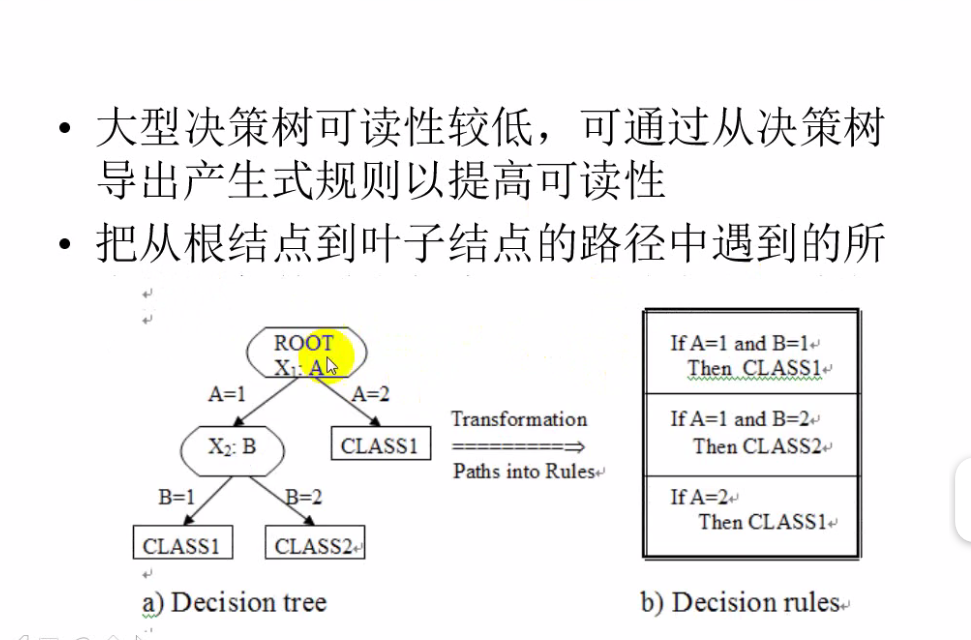 • 大型决策树可读性较低，可通过从决策树
导出产生式规则以提高可读性
• 把从根结点到叶子结点的路径中遇到的所
ROOT
X₁: A
A=1
A=2
X₂: B
CLASS1
B=1
B=2
CLASS1
CLASS2
a) Decision tree
Transformation
==========⇒
Paths into Rules
If A=1 and B=1
Then CLASS1
If A=1 and B=2
Then CLASS2
If A=2
Then CLASS1
b) Decision rules